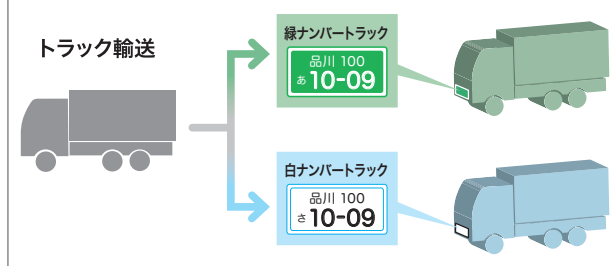 トラック輸送
緑ナンバートラック
品川 100
あ 10-09
白ナンバートラック
品川 100
さ 10-09